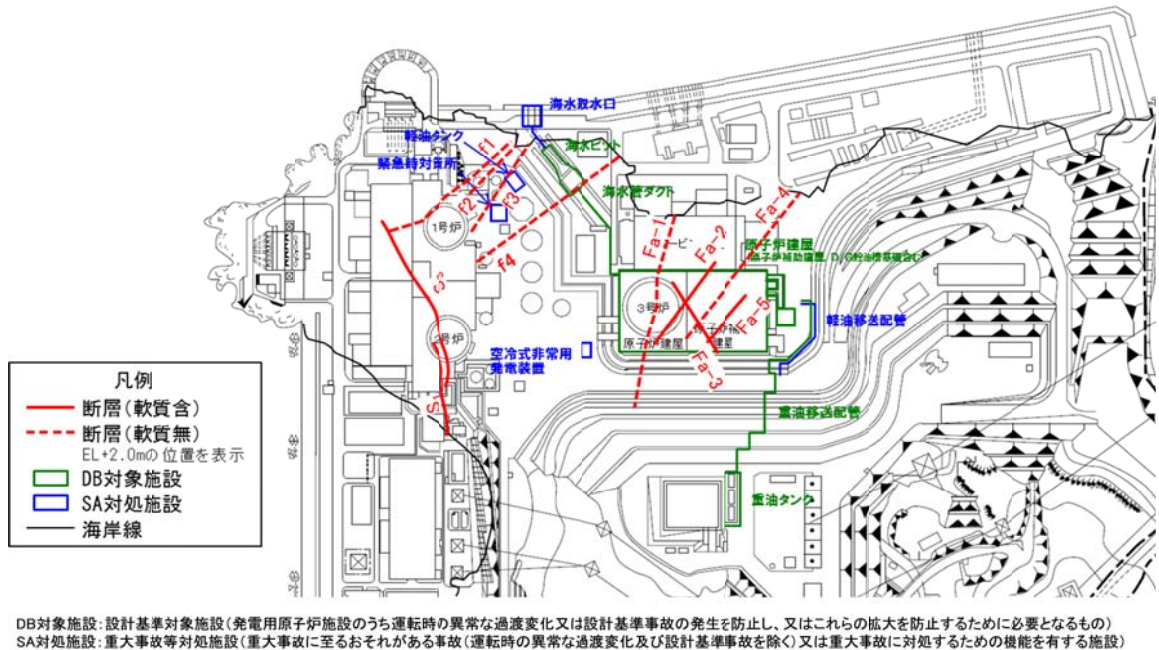 海水取水口
軽油タンク
緊急時対策所
f1
f2
f3
f4
海水ピット
海水管ダクト
Fa-1
Fa-2
Fa-4
原子炉建屋
1号炉
3号炉
原子炉建屋
Fa-5
Fa-3
軽油移送配管
2号炉
空冷式非常用
発電装置
重油移送配管
重油タンク
凡例
断層(軟質含)
断層(軟質無)
EL+2.0mの位置を表示
DB対象施設
SA対処施設
海岸線
DB対象施設:設計基準対象施設(発電用原子炉施設のうち運転時の異常な過渡変化又は設計基準事故の発生を防止し、又はこれらの拡大を防止するために必要となるもの)
SA対処施設:重大事故等対処施設(重大事故に至るおそれがある事故(運転時の異常な過渡変化及び設計基準事故を除く)又は重大事故に対処するための機能を有する施設)